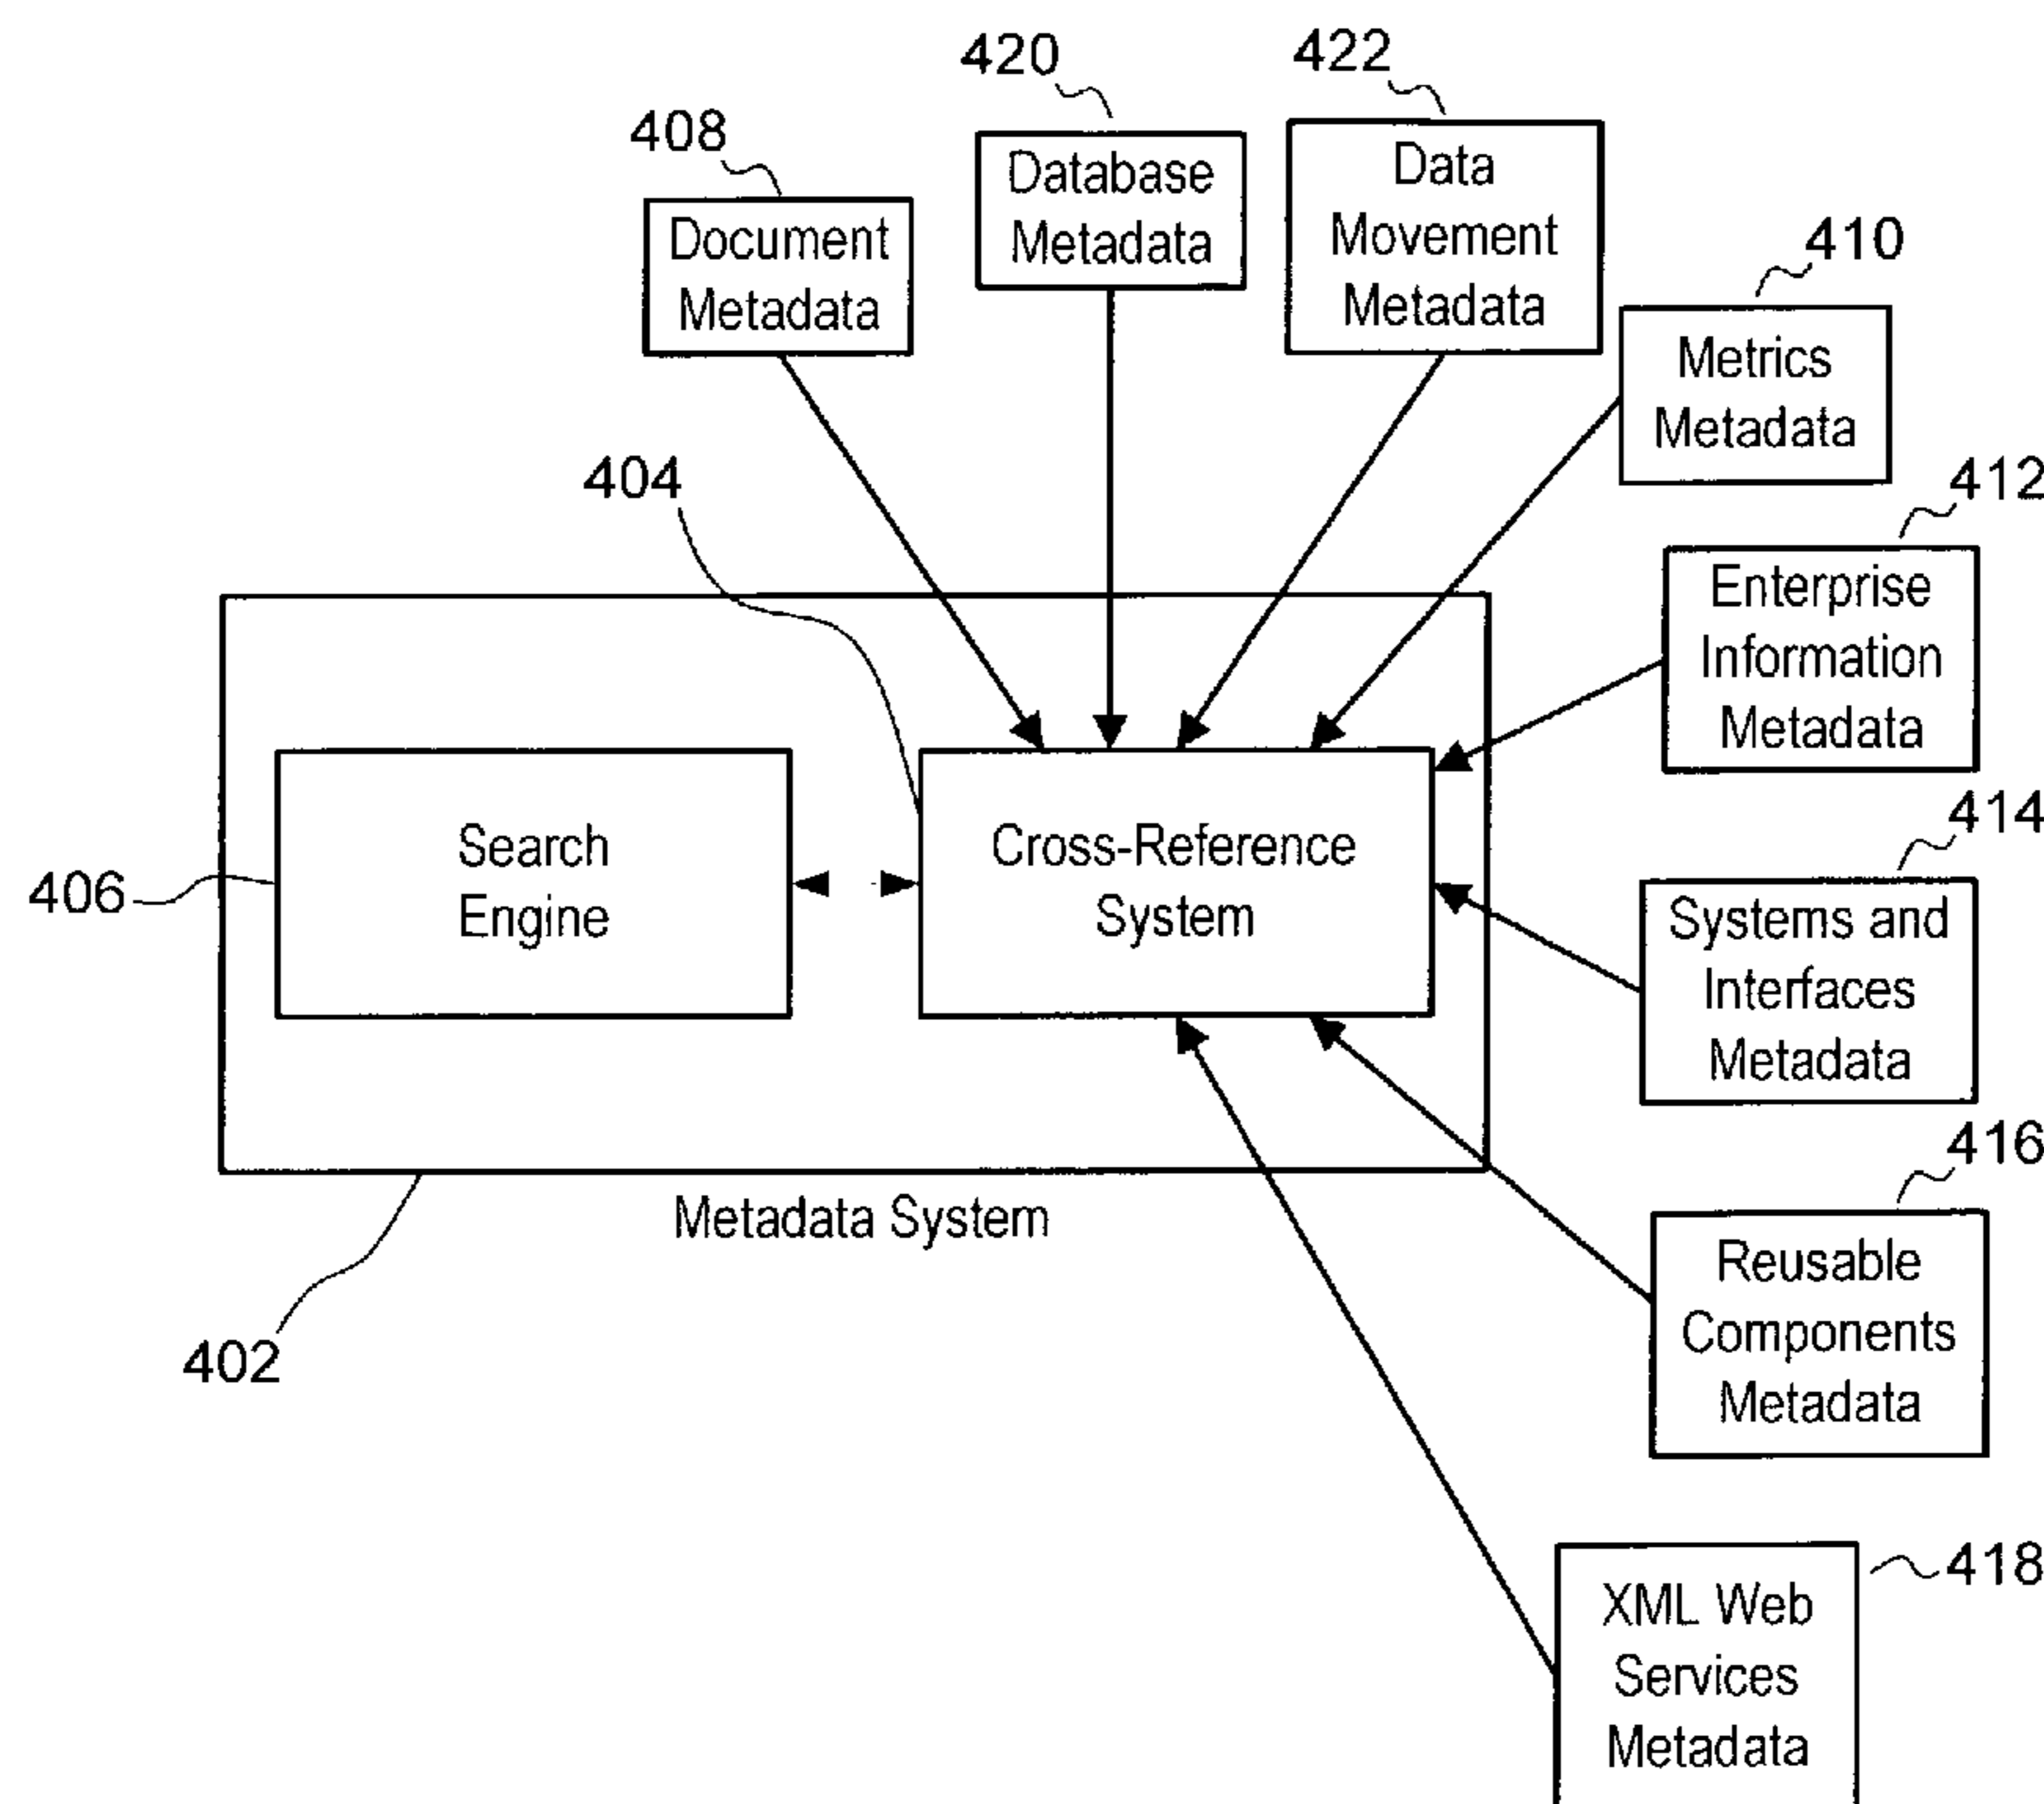 420
422
408
Database
Metadata
Data
Movement
Metadata
Document
Metadata
410
Metrics
Metadata
404
412
Enterprise
Information
Metadata
414
Search
Engine
Cross-Reference
System
406
Systems and
Interfaces
Metadata
416
Metadata System
402
Reusable
Components
Metadata
418
XML Web
Services
Metadata